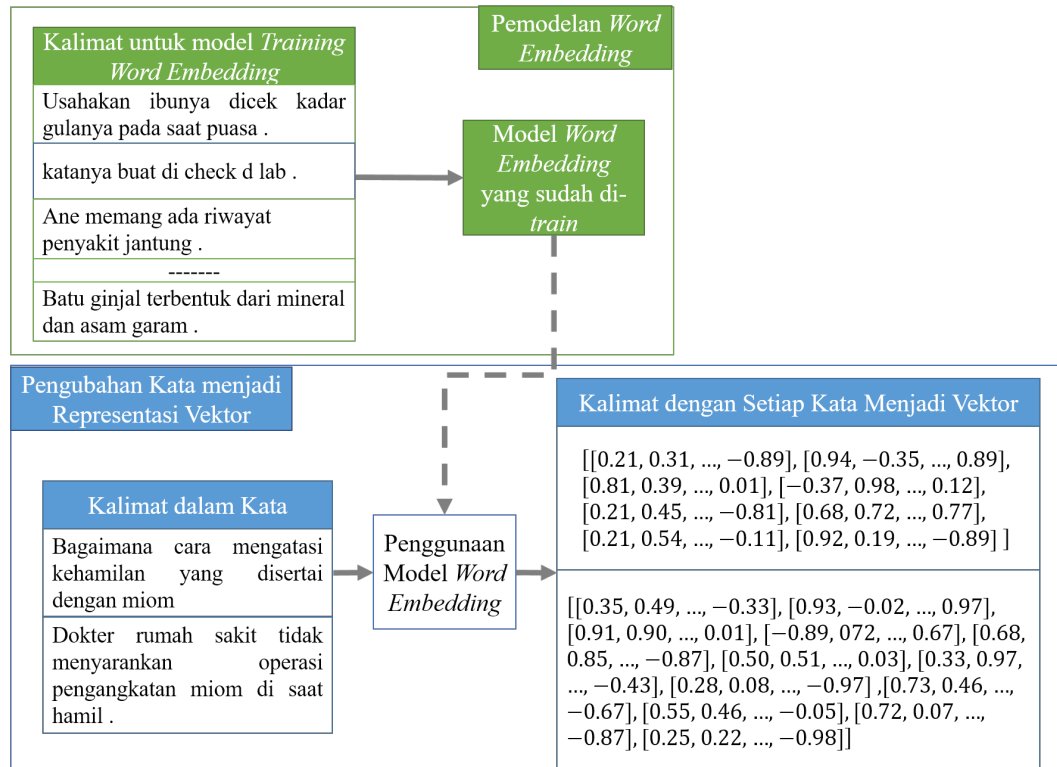 Pemodelan Word
Embedding
Kalimat untuk model Training
Word Embedding
Usahakan ibunya dicek kadar
gulanya pada saat puasa .
katanya buat di check d lab .
Ane memang ada riwayat
penyakit jantung .
-------
Batu ginjal terbentuk dari mineral
dan asam garam .
Model Word
Embedding
yang sudah di-
train
Pengubahan Kata menjadi
Representasi Vektor
Kalimat dalam Kata
Bagaimana cara mengatasi
kehamilan yang disertai
dengan miom
Dokter rumah sakit tidak
menyarankan operasi
pengangkatan miom di saat
hamil .
Penggunaan
Model Word
Embedding
Kalimat dengan Setiap Kata Menjadi Vektor
[[0.21, 0.31, …, −0.89], [0.94, −0.35, …, 0.89],
[0.81, 0.39, …, 0.01], [−0.37, 0.98, …, 0.12],
[0.21, 0.45, …, −0.81], [0.68, 0.72, …, 0.77],
[0.21, 0.54, …, −0.11], [0.92, 0.19, …, −0.89] ]
[[0.35, 0.49, …, −0.33], [0.93, −0.02, …, 0.97],
[0.91, 0.90, …, 0.01], [−0.89, 072, …, 0.67], [0.68,
0.85, …, −0.87], [0.50, 0.51, …, 0.03], [0.33, 0.97,
…, −0.43], [0.28, 0.08, …, −0.97] ,[0.73, 0.46, …,
−0.67], [0.55, 0.46, …, −0.05], [0.72, 0.07, …,
−0.87], [0.25, 0.22, …, −0.98]]